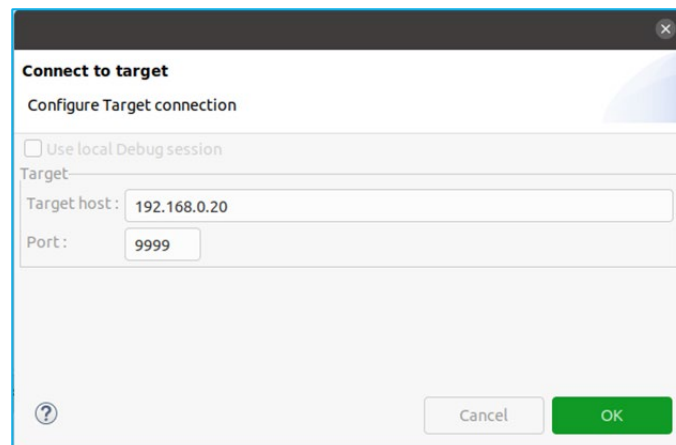 Connect to target
Configure Target connection
Use local Debug session
Target
Target host : 192.168.0.20
Port : 9999
? Cancel OK